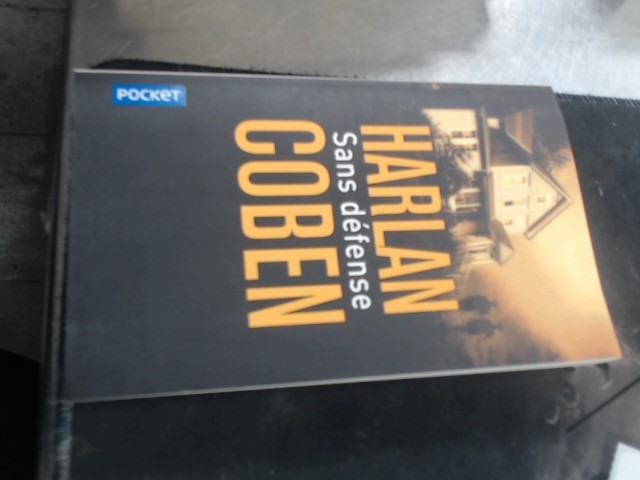 HARLAN
Sans défense
COBEN
POCKET